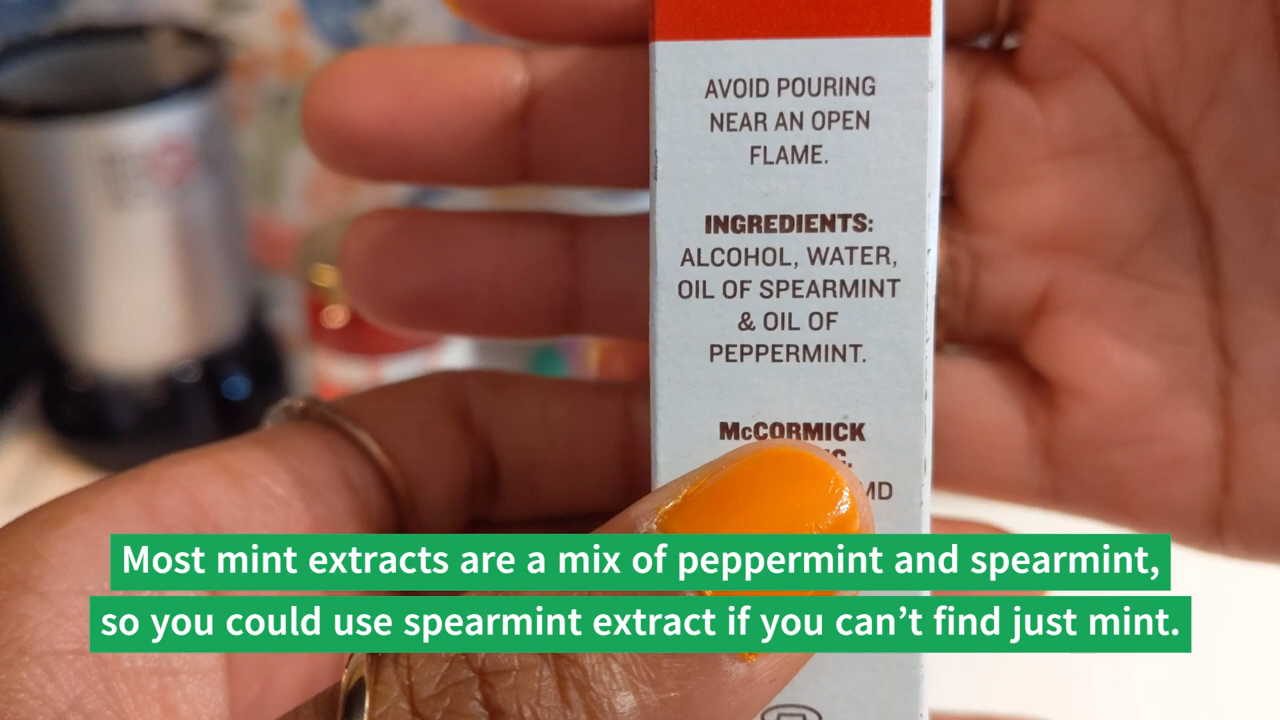 AVOID POURING
NEAR AN OPEN
FLAME.
INGREDIENTS:
ALCOHOL, WATER,
OIL OF SPEARMINT
& OIL OF
PEPPERMINT.
McCORMICK
MD
Most mint extracts are a mix of peppermint and spearmint,
so you could use spearmint extract if you can’t find just mint.